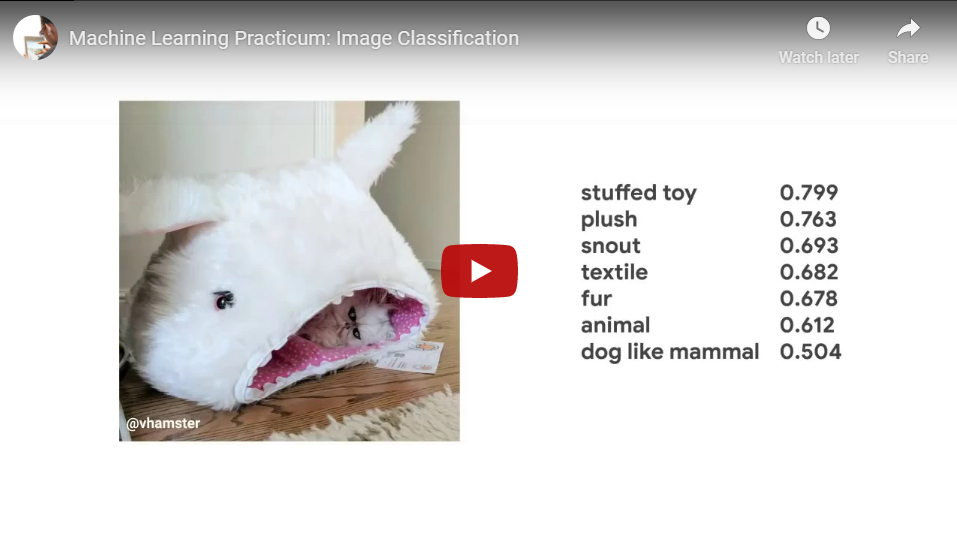 Machine Learning Practicum: Image Classification
Watch later
Share
stuffed toy 0.799
plush 0.763
snout 0.693
textile 0.682
fur 0.678
animal 0.612
dog like mammal 0.504
@vhamster